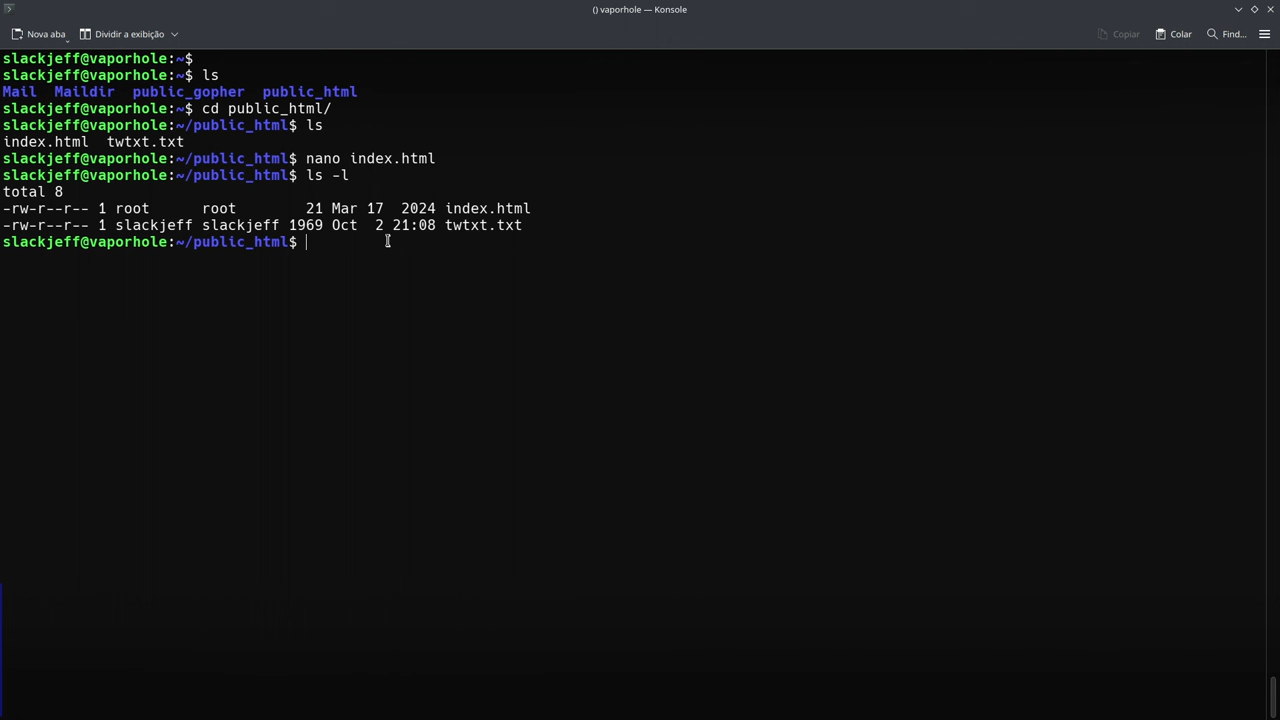 () vaporhole — Konsole
Nova aba Dividir a exibição Copiar Colar Find...
slackjeff@vaporhole:~$
slackjeff@vaporhole:~$ ls
Mail  Maildir  public_gopher  public_html
slackjeff@vaporhole:~$ cd public_html/
slackjeff@vaporhole:~/public_html$ ls
index.html  twtxt.txt
slackjeff@vaporhole:~/public_html$ nano index.html
slackjeff@vaporhole:~/public_html$ ls -l
total 8
-rw-r--r-- 1 root      root        21 Mar 17  2024 index.html
-rw-r--r-- 1 slackjeff slackjeff 1969 Oct  2 21:08 twtxt.txt
slackjeff@vaporhole:~/public_html$